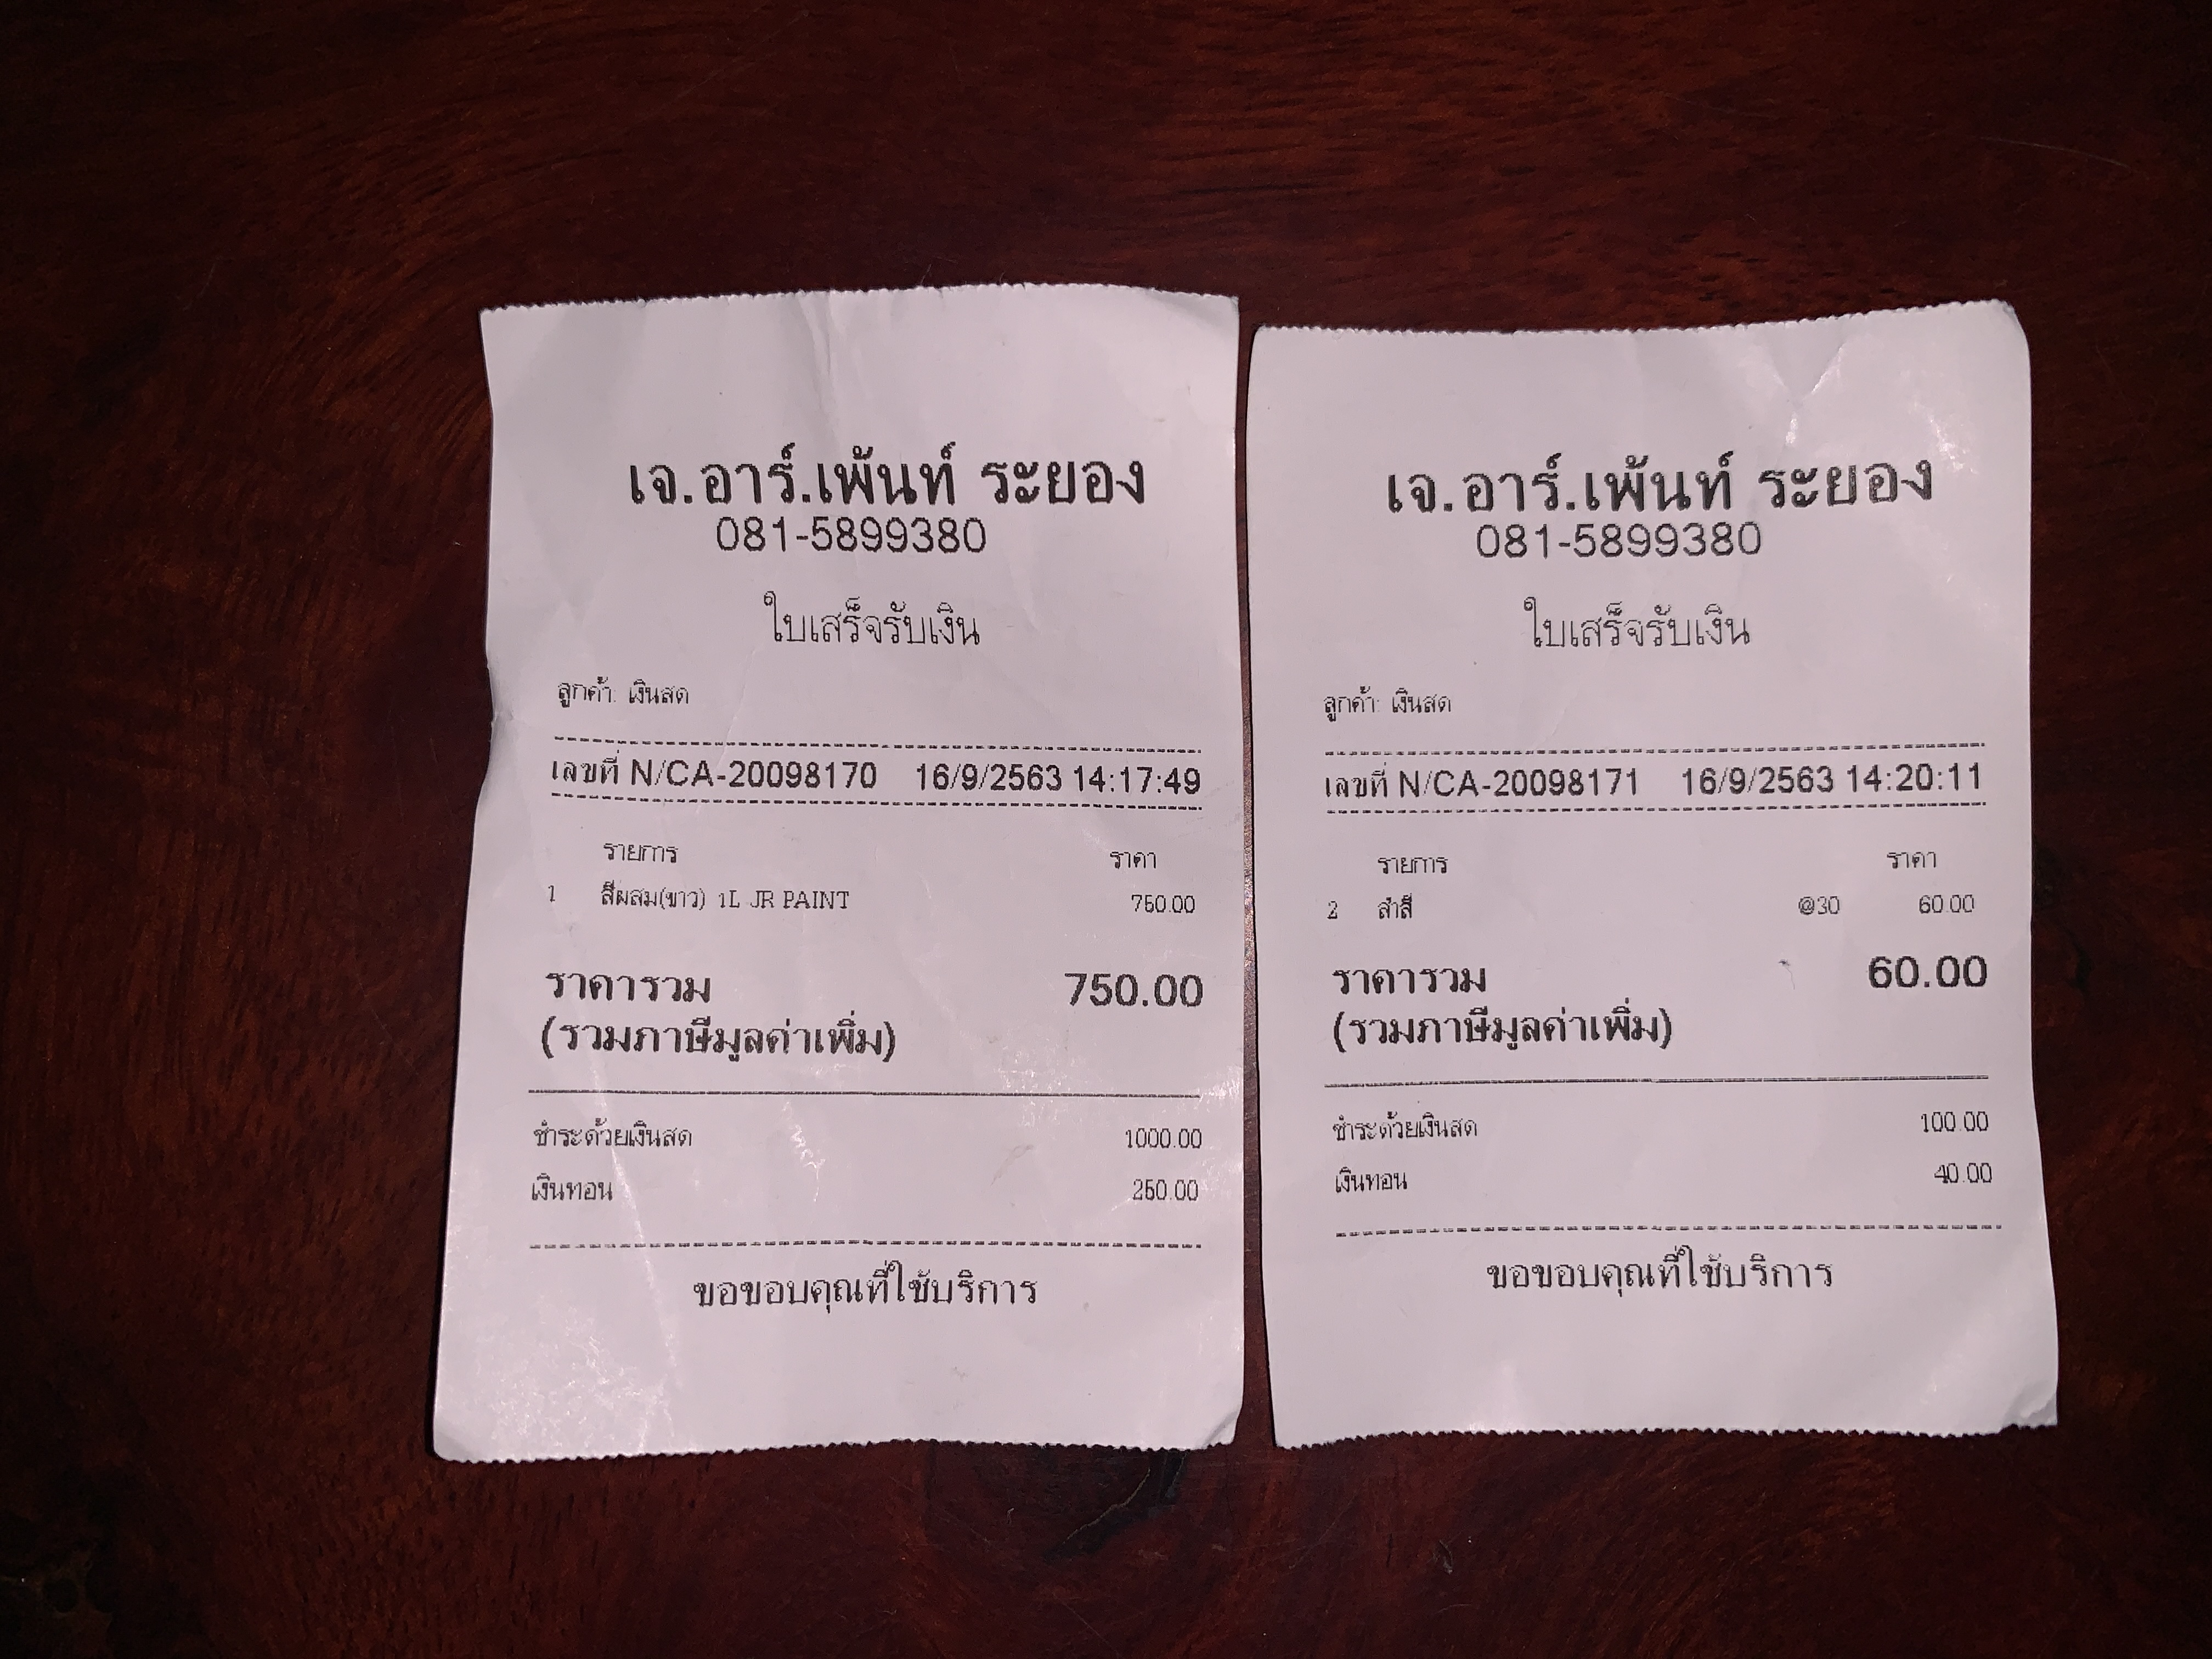 เจ.อาร์.เพ้นท์ ระยอง
081-5899380
ใบเสร็จรับเงิน
ลูกค้า: เงินสด
เลขที่ N/CA-20098170 16/9/2563 14:17:49
รายการ ราคา
1 สีผสม(ขาว) 1L JR PAINT 750.00
ราคารวม 750.00
(รวมภาษีมูลค่าเพิ่ม)
ชำระด้วยเงินสด 1000.00
เงินทอน 250.00
ขอขอบคุณที่ใช้บริการ
เจ.อาร์.เพ้นท์ ระยอง
081-5899380
ใบเสร็จรับเงิน
ลูกค้า: เงินสด
เลขที่ N/CA-20098171 16/9/2563 14:20:11
รายการ ราคา
2 สำสี @30 60.00
ราคารวม 60.00
(รวมภาษีมูลค่าเพิ่ม)
ชำระด้วยเงินสด 100.00
เงินทอน 40.00
ขอขอบคุณที่ใช้บริการ